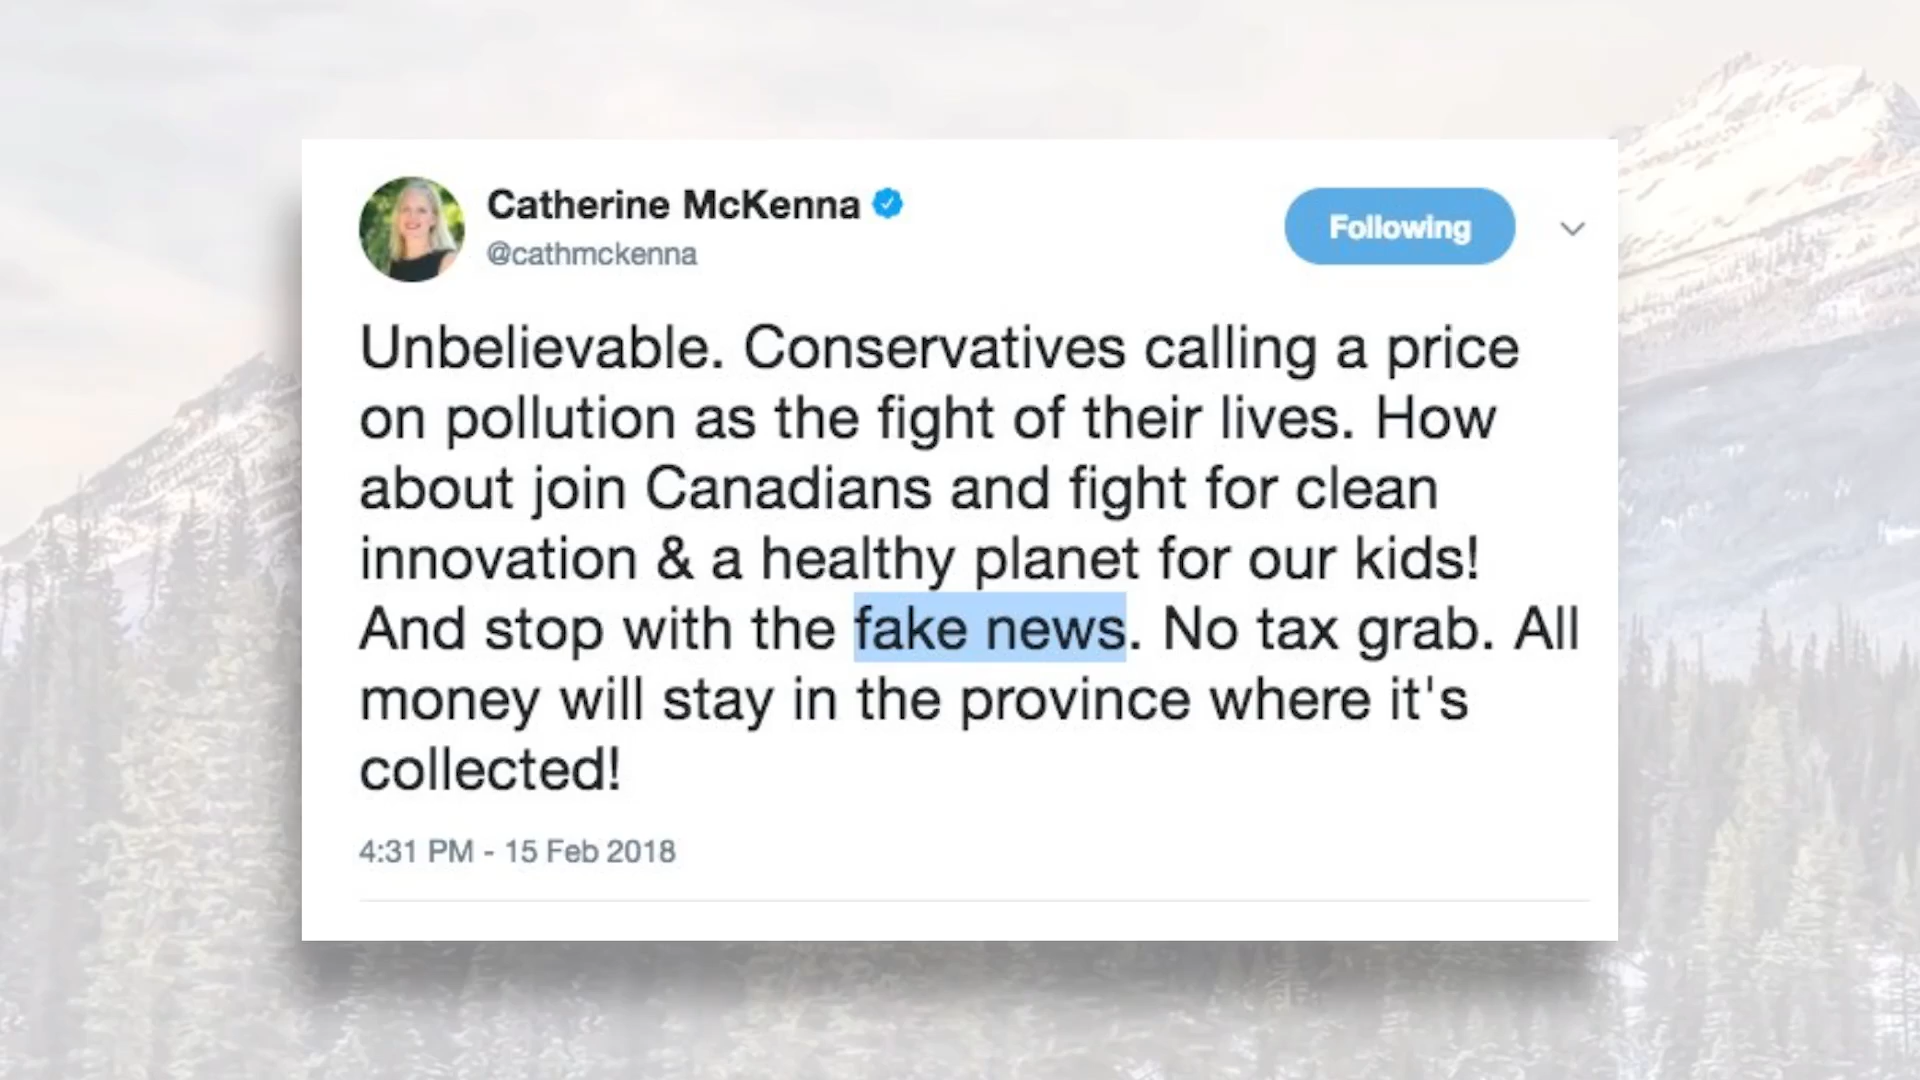 Catherine McKenna
@cathmckenna
Following
Unbelievable. Conservatives calling a price
on pollution as the fight of their lives. How
about join Canadians and fight for clean
innovation & a healthy planet for our kids!
And stop with the fake news. No tax grab. All
money will stay in the province where it's
collected!
4:31 PM - 15 Feb 2018